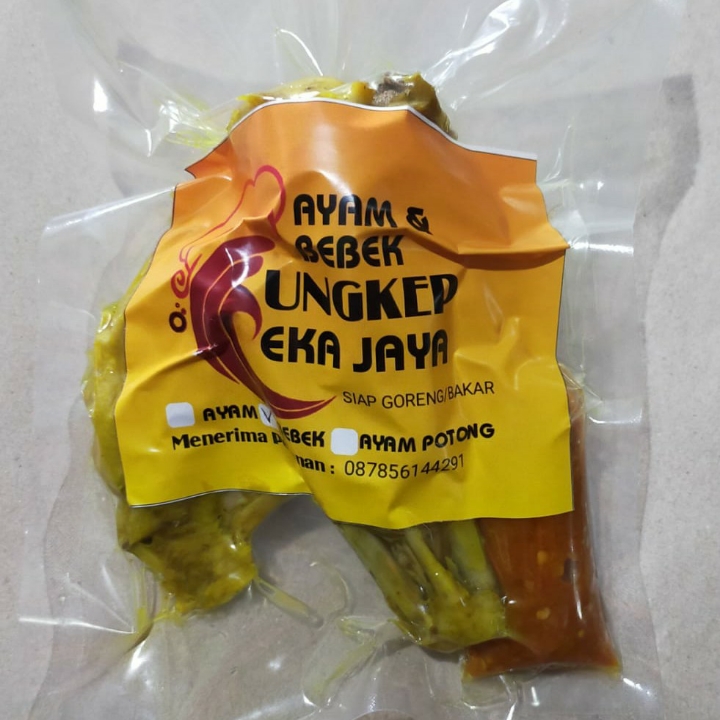 AYAM &
BEBEK
UNGKEP
EKA JAYA
SIAP GORENG/BAKAR
AYAM BEBEK AYAM POTONG
Menerima
: 087856144291